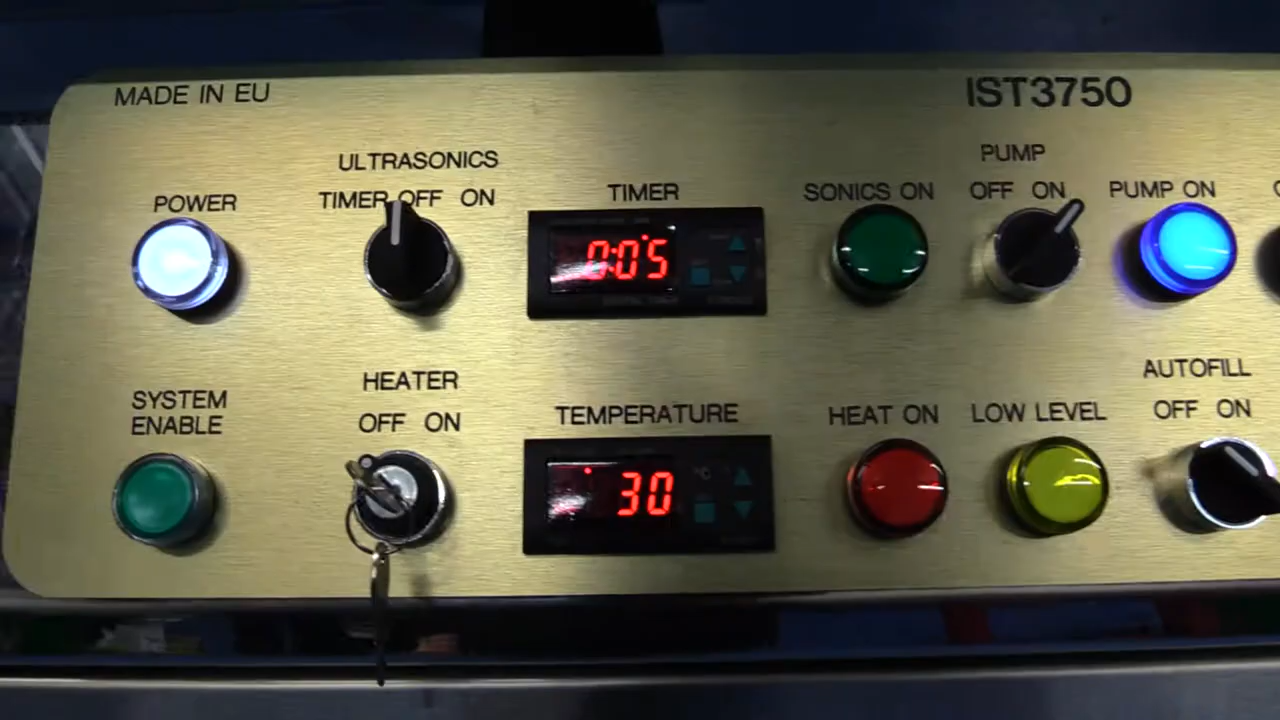 MADE IN EU
IST3750
ULTRASONICS
PUMP
POWER
TIMER OFF ON
TIMER
SONICS ON
OFF ON
PUMP ON
0:05
SYSTEM
ENABLE
HEATER
OFF ON
TEMPERATURE
HEAT ON
LOW LEVEL
AUTOFILL
OFF ON
30
°C